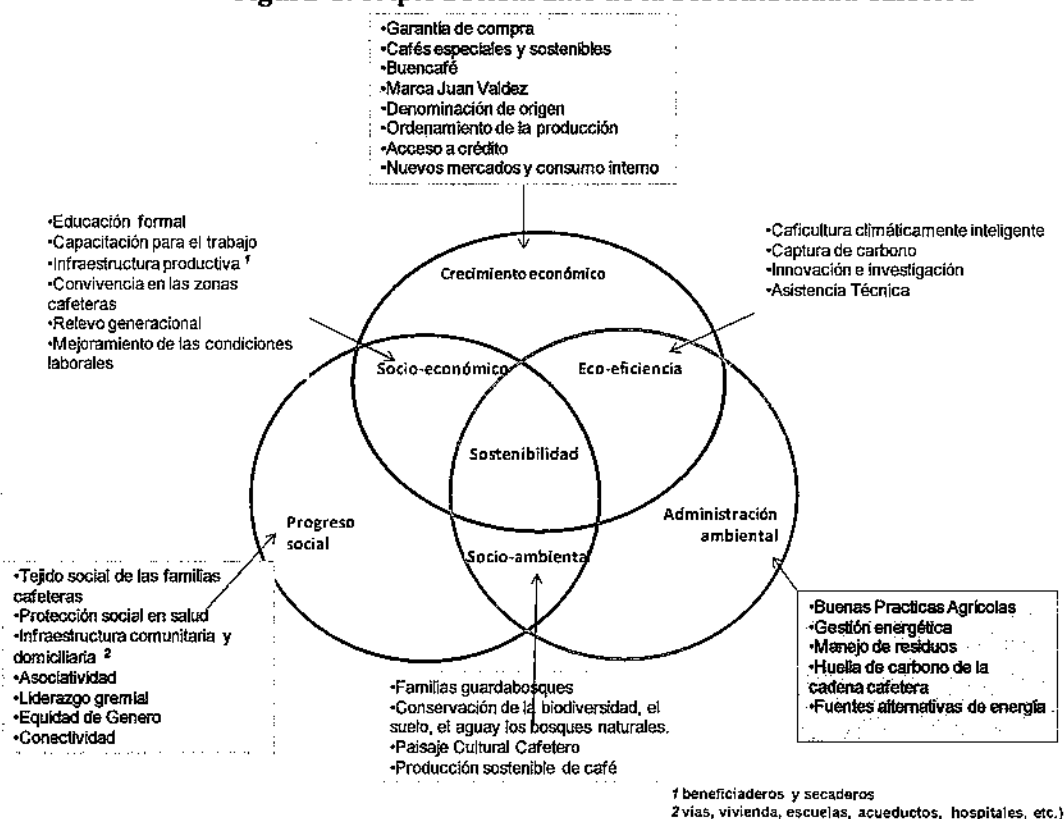 •Garantía de compra
•Cafés especiales y sostenibles
•Buencafé
•Marca Juan Valdez
•Denominación de origen
•Ordenamiento de la producción
•Acceso a crédito
•Nuevos mercados y consumo interno
•Educación formal
•Capacitación para el trabajo
•Infraestructura productiva 1
•Convivencia en las zonas
cafeteras
•Relevo generacional
•Mejoramiento de las condiciones
laborales
•Caficultura climáticamente inteligente
•Captura de carbono
•Innovación e investigación
•Asistencia Técnica
Crecimiento económico
Socio-económico
Eco-eficiencia
Sostenibilidad
Progreso
social
Administración
ambiental
Socio-ambiental
•Tejido social de las familias
cafeteras
•Protección social en salud
•Infraestructura comunitaria y
domiciliaria 2
•Asociatividad
•Liderazgo gremial
•Equidad de Genero
•Conectividad
•Familias guardabosques
•Conservación de la biodiversidad, el
suelo, el agua y los bosques naturales.
•Paisaje Cultural Cafetero
•Producción sostenible de café
•Buenas Practicas Agrícolas
•Gestión energética
•Manejo de residuos
•Huella de carbono de la
cadena cafetera
•Fuentes alternativas de energía
1 beneficiaderos y secaderos
2 vías, vivienda, escuelas, acueductos, hospitales, etc.)